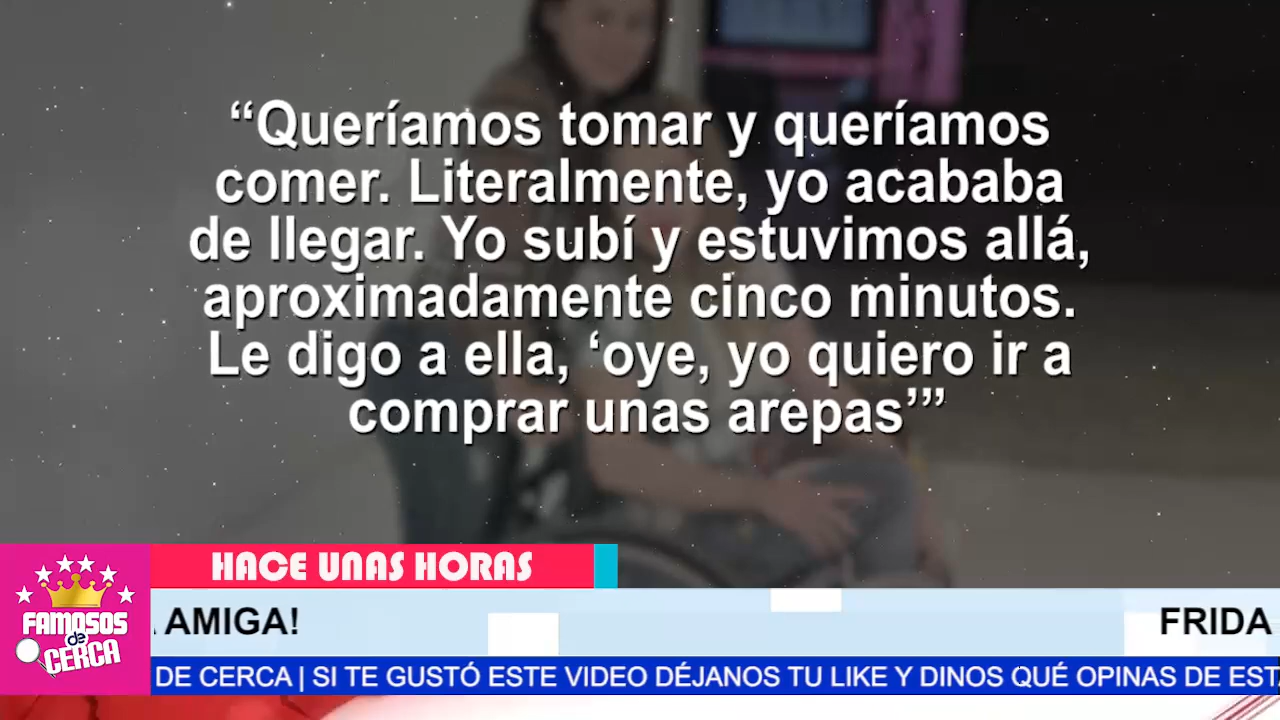 “Queríamos tomar y queríamos
comer. Literalmente, yo acababa
de llegar. Yo subí y estuvimos allá,
aproximadamente cinco minutos.
Le digo a ella, ‘oye, yo quiero ir a
comprar unas arepas’”
HACE UNAS HORAS
FAMOSOS
de
CERCA
AMIGA!
FRIDA
DE CERCA | SI TE GUSTÓ ESTE VIDEO DÉJANOS TU LIKE Y DINOS QUÉ OPINAS DE